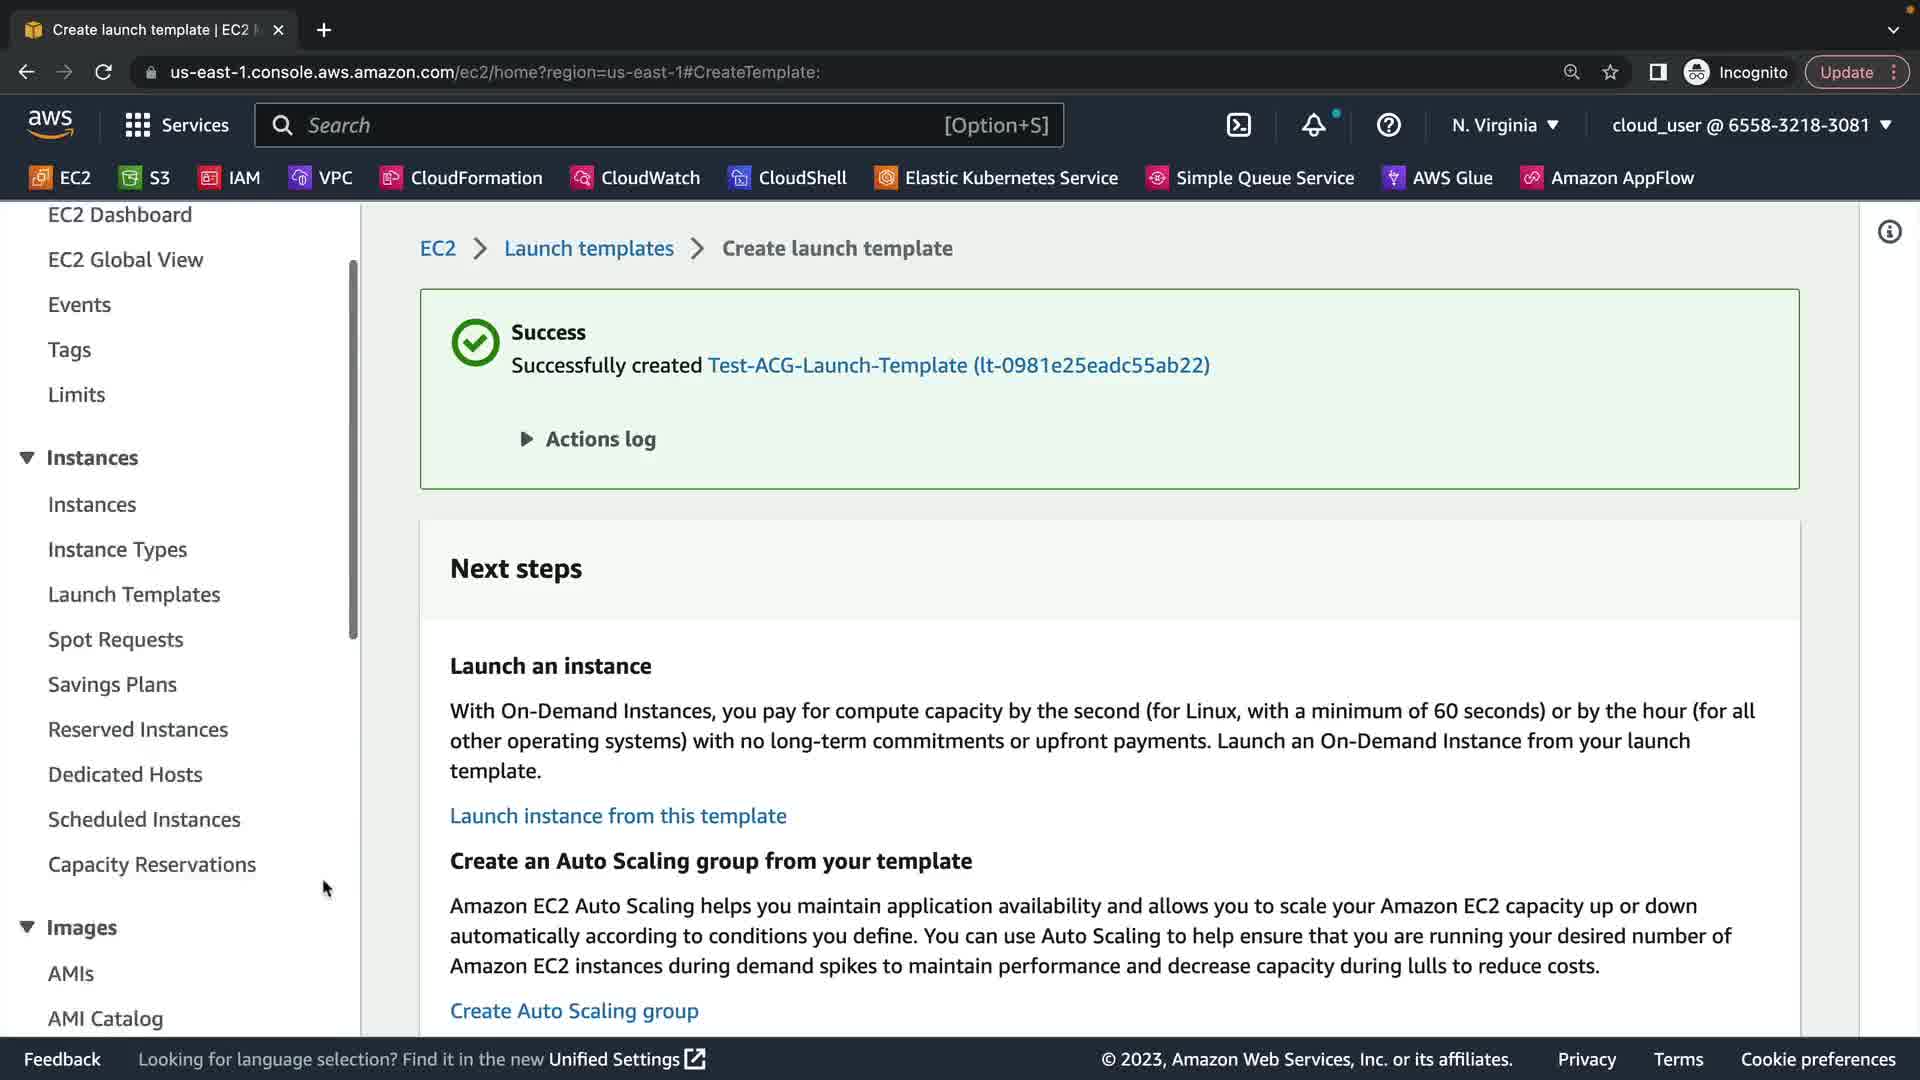 Create launch template | EC2
us-east-1.console.aws.amazon.com/ec2/home?region=us-east-1#CreateTemplate:
Incognito
Update
aws
Services
Search
[Option+S]
N. Virginia
cloud_user @ 6558-3218-3081
EC2
S3
IAM
VPC
CloudFormation
CloudWatch
CloudShell
Elastic Kubernetes Service
Simple Queue Service
AWS Glue
Amazon AppFlow
EC2 Dashboard
EC2 Global View
Events
Tags
Limits
Instances
Instances
Instance Types
Launch Templates
Spot Requests
Savings Plans
Reserved Instances
Dedicated Hosts
Scheduled Instances
Capacity Reservations
Images
AMIs
AMI Catalog
EC2 > Launch templates > Create launch template
Success
Successfully created Test-ACG-Launch-Template (lt-0981e25eadc55ab22)
Actions log
Next steps
Launch an instance
With On-Demand Instances, you pay for compute capacity by the second (for Linux, with a minimum of 60 seconds) or by the hour (for all
other operating systems) with no long-term commitments or upfront payments. Launch an On-Demand Instance from your launch
template.
Launch instance from this template
Create an Auto Scaling group from your template
Amazon EC2 Auto Scaling helps you maintain application availability and allows you to scale your Amazon EC2 capacity up or down
automatically according to conditions you define. You can use Auto Scaling to help ensure that you are running your desired number of
Amazon EC2 instances during demand spikes to maintain performance and decrease capacity during lulls to reduce costs.
Create Auto Scaling group
Feedback
Looking for language selection? Find it in the new Unified Settings
© 2023, Amazon Web Services, Inc. or its affiliates.
Privacy
Terms
Cookie preferences